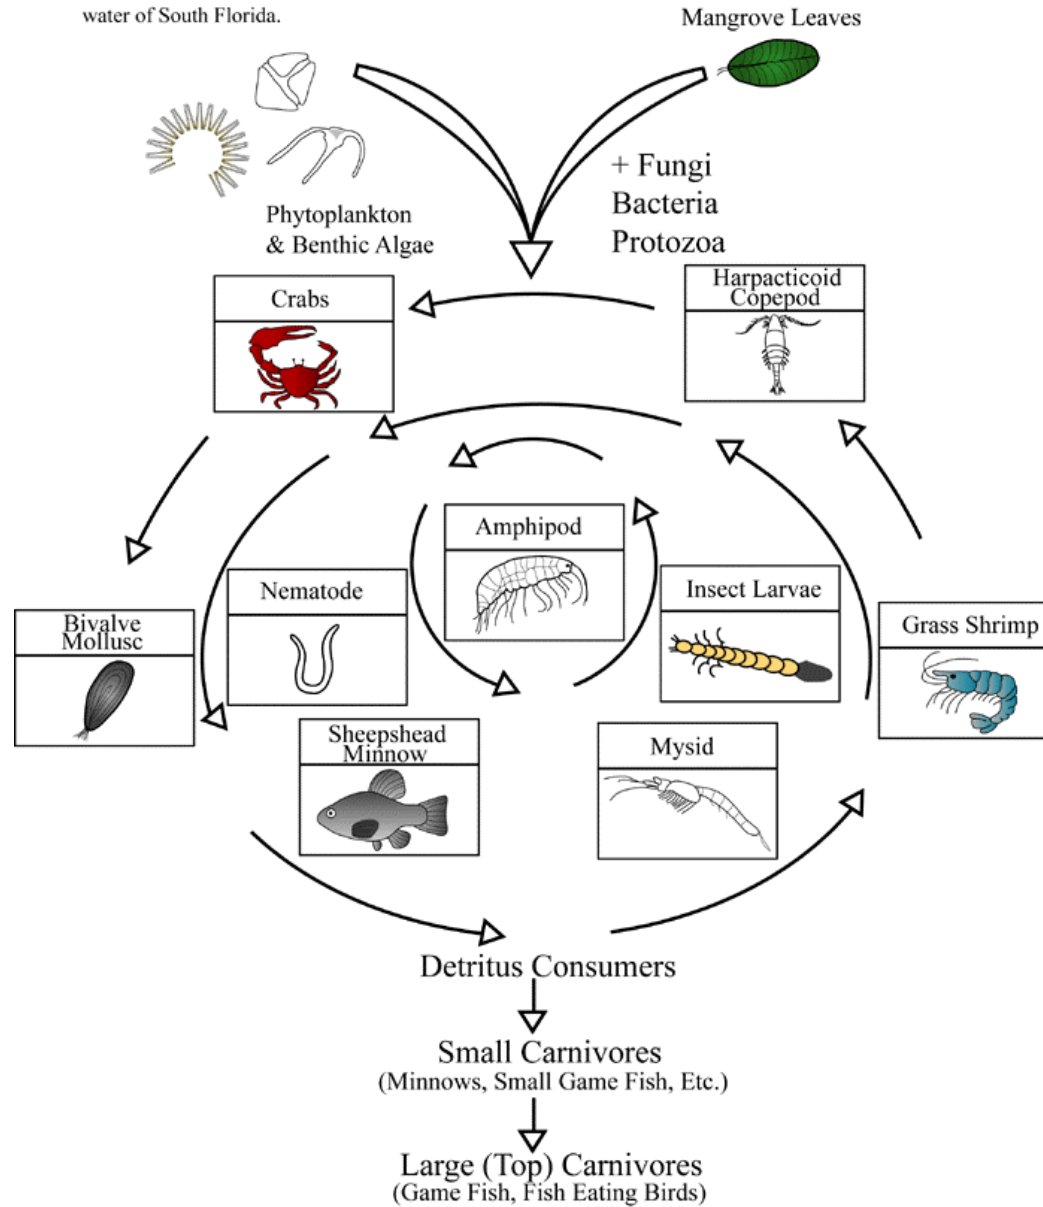 water of South Florida.
Mangrove Leaves
+ Fungi
Bacteria
Protozoa
Phytoplankton
& Benthic Algae
Crabs
Harpacticoid
Copepod
Amphipod
Nematode
Insect Larvae
Bivalve
Mollusc
Grass Shrimp
Sheepshead
Minnow
Mysid
Detritus Consumers
Small Carnivores
(Minnows, Small Game Fish, Etc.)
Large (Top) Carnivores
(Game Fish, Fish Eating Birds)